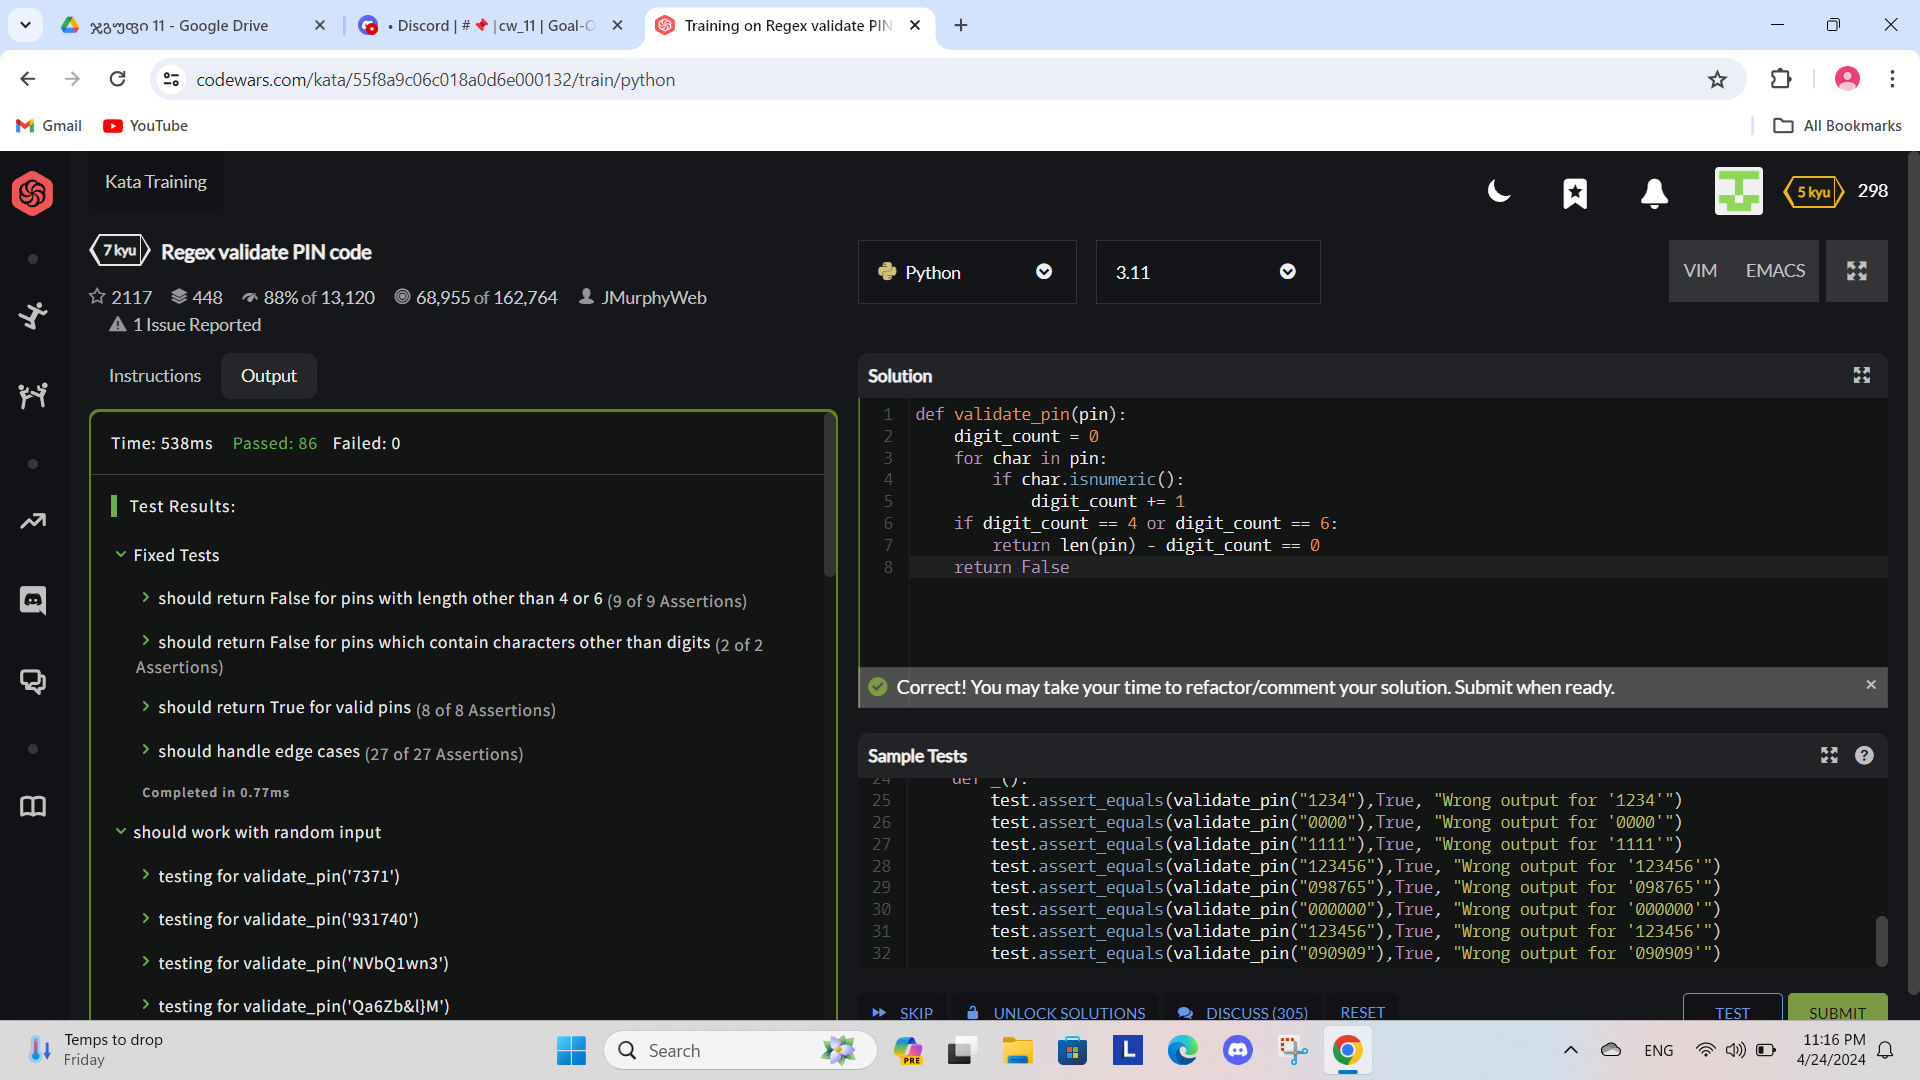 ჯგუფი 11 - Google Drive
• Discord | # 📌 | cw_11 | Goal-O
Training on Regex validate PIN
codewars.com/kata/55f8a9c06c018a0d6e000132/train/python
Gmail
YouTube
All Bookmarks
Kata Training
5 kyu
298
7 kyu
Regex validate PIN code
2117
448
88% of 13,120
68,955 of 162,764
JMurphyWeb
1 Issue Reported
Python
3.11
VIM
EMACS
Instructions
Output
Time: 538ms Passed: 86 Failed: 0
Test Results:
Fixed Tests
should return False for pins with length other than 4 or 6 (9 of 9 Assertions)
should return False for pins which contain characters other than digits (2 of 2
Assertions)
should return True for valid pins (8 of 8 Assertions)
should handle edge cases (27 of 27 Assertions)
Completed in 0.77ms
should work with random input
testing for validate_pin('7371')
testing for validate_pin('931740')
testing for validate_pin('NVbQ1wn3')
testing for validate_pin('Qa6Zb&l}M')
Solution
1 def validate_pin(pin):
2     digit_count = 0
3     for char in pin:
4         if char.isnumeric():
5             digit_count += 1
6     if digit_count == 4 or digit_count == 6:
7         return len(pin) - digit_count == 0
8     return False
Correct! You may take your time to refactor/comment your solution. Submit when ready.
Sample Tests
24     def _():
25         test.assert_equals(validate_pin("1234"),True, "Wrong output for '1234'")
26         test.assert_equals(validate_pin("0000"),True, "Wrong output for '0000'")
27         test.assert_equals(validate_pin("1111"),True, "Wrong output for '1111'")
28         test.assert_equals(validate_pin("123456"),True, "Wrong output for '123456'")
29         test.assert_equals(validate_pin("098765"),True, "Wrong output for '098765'")
30         test.assert_equals(validate_pin("000000"),True, "Wrong output for '000000'")
31         test.assert_equals(validate_pin("123456"),True, "Wrong output for '123456'")
32         test.assert_equals(validate_pin("090909"),True, "Wrong output for '090909'")
SKIP
UNLOCK SOLUTIONS
DISCUSS (305)
RESET
TEST
SUBMIT
Temps to drop
Friday
Search
PRE
L
ENG
11:16 PM
4/24/2024